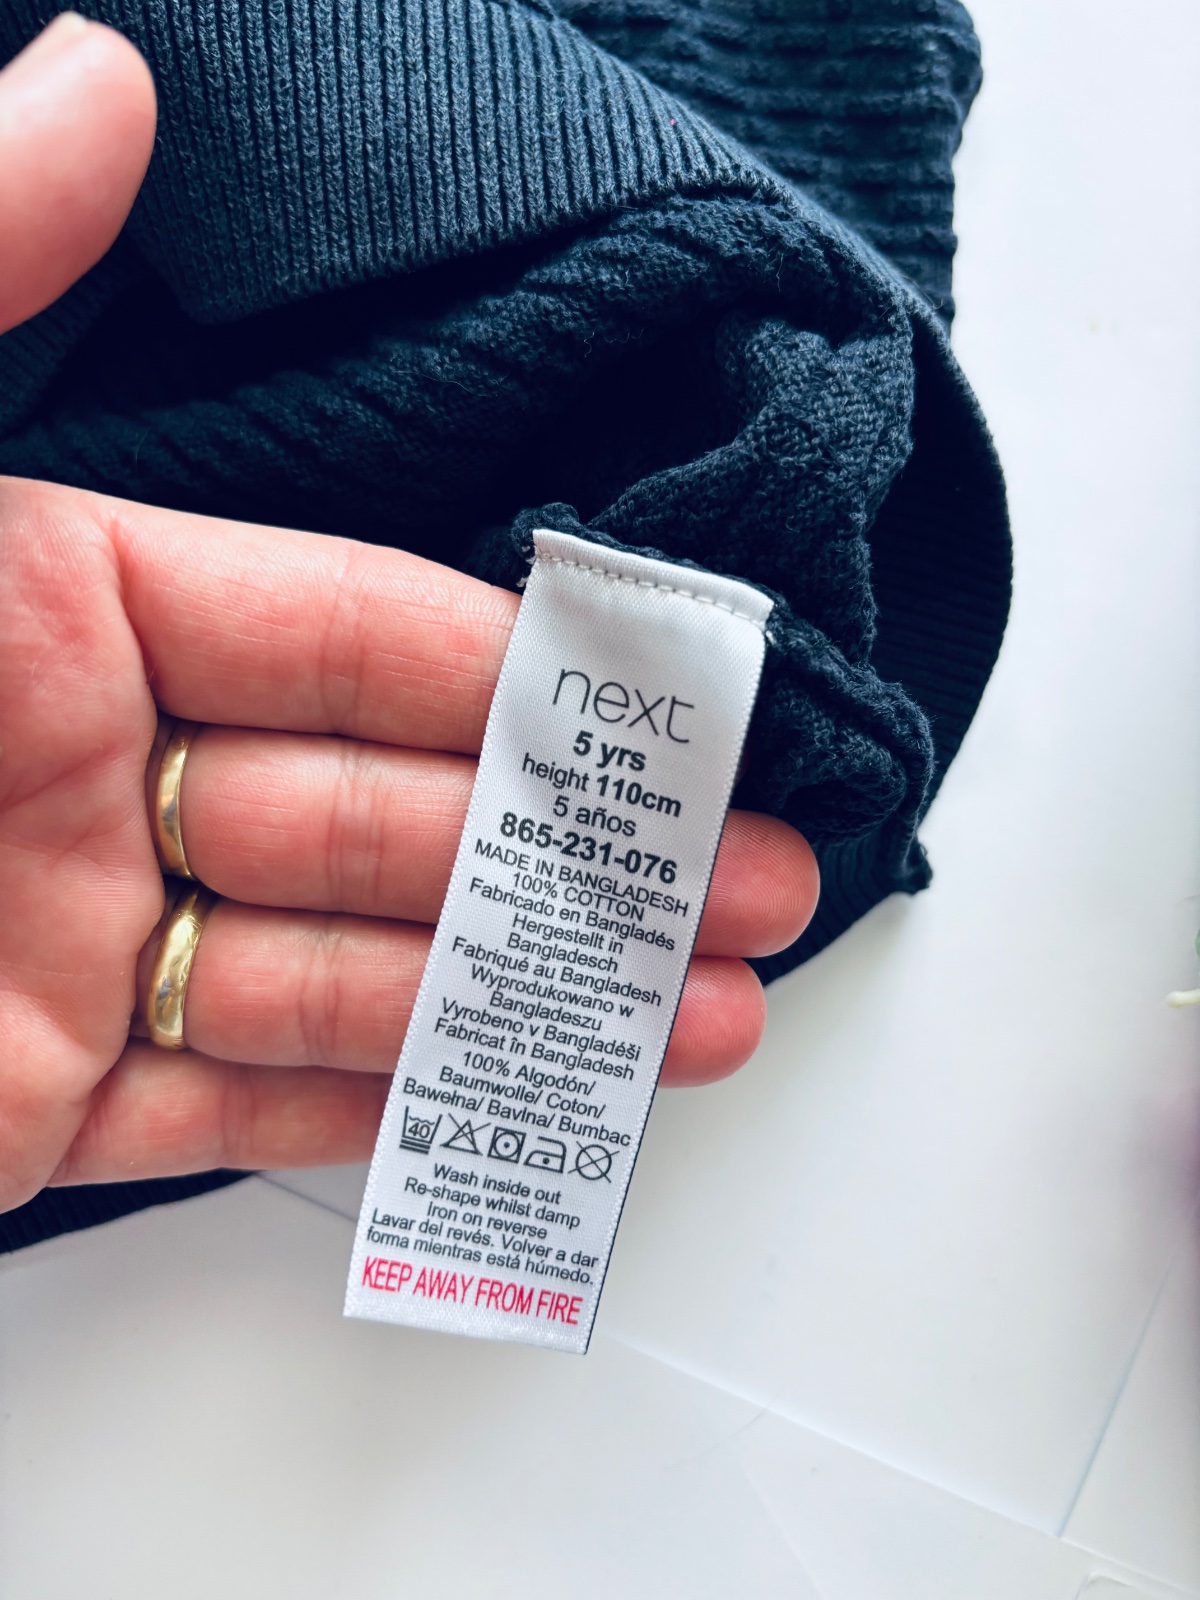 next
5 yrs
height 110cm
5 años
865-231-076
MADE IN BANGLADESH
100% COTTON
Fabricado en Bangladés
Hergestellt in
Bangladesch
Fabriqué au Bangladesh
Wyprodukowano w
Bangladeszu
Vyrobeno v Bangladéši
Fabricat în Bangladesh
100% Algodón/
Baumwolle/ Coton/
Bawełna/ Bavlna/ Bumbac
40
Wash inside out
Re-shape whilst damp
Iron on reverse
Lavar del revés. Volver a dar
forma mientras está húmedo.
KEEP AWAY FROM FIRE